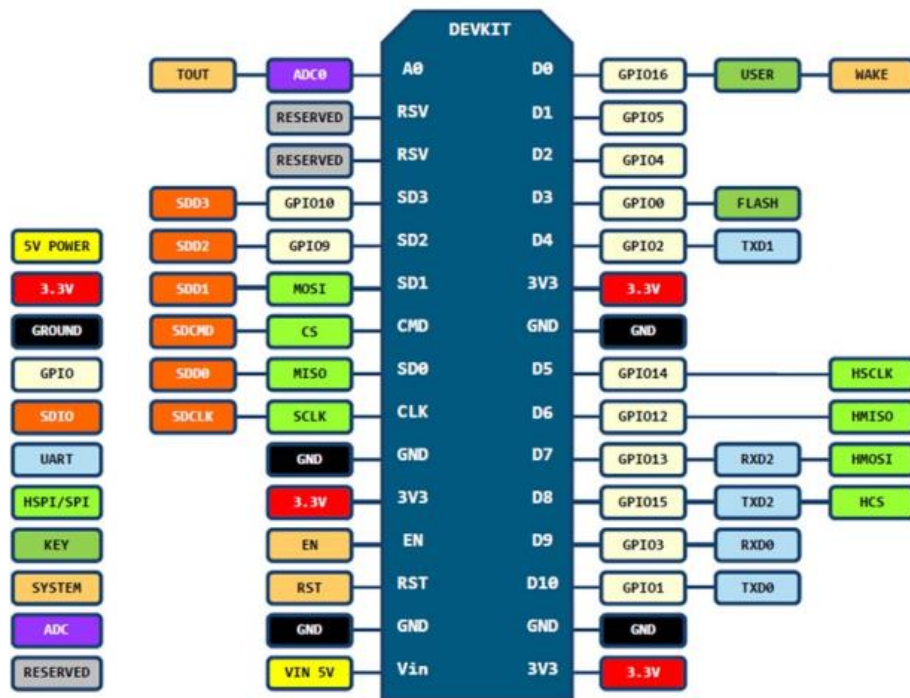 DEVKIT
TOUT ADC0 A0 D0 GPIO16 USER WAKE
RESERVED RSV D1 GPIO5
RESERVED RSV D2 GPIO4
SDD3 GPIO10 SD3 D3 GPIO0 FLASH
5V POWER SDD2 GPIO9 SD2 D4 GPIO2 TXD1
3.3V SDD1 MOSI SD1 3V3 3.3V
GROUND SDCMD CS CMD GND GND
GPIO SDD0 MISO SD0 D5 GPIO14 HSCLK
SDIO SDCLK SCLK CLK D6 GPIO12 HMISO
UART GND GND D7 GPIO13 RXD2 HMOSI
HSPI/SPI 3.3V 3V3 D8 GPIO15 TXD2 HCS
KEY EN EN D9 GPIO3 RXD0
SYSTEM RST RST D10 GPIO1 TXD0
ADC GND GND GND GND
RESERVED VIN 5V Vin 3V3 3.3V